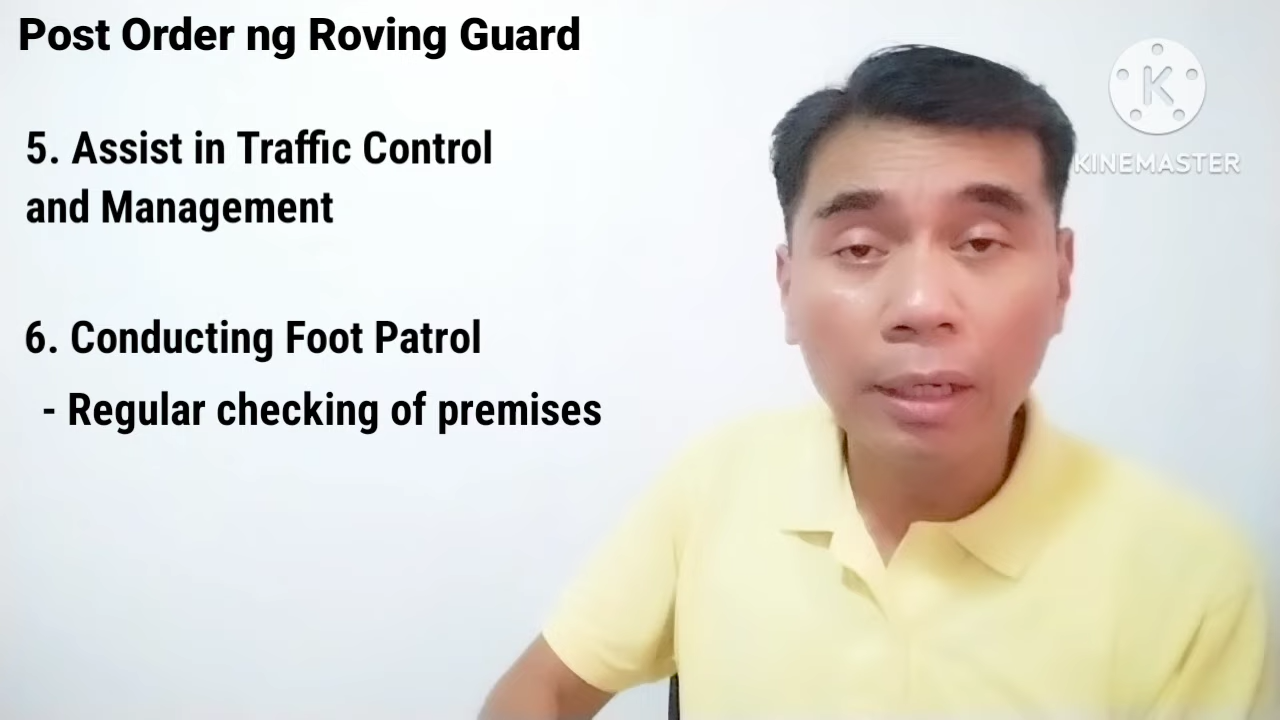 Post Order ng Roving Guard
5. Assist in Traffic Control
and Management
6. Conducting Foot Patrol
- Regular checking of premises
K
KINEMASTER